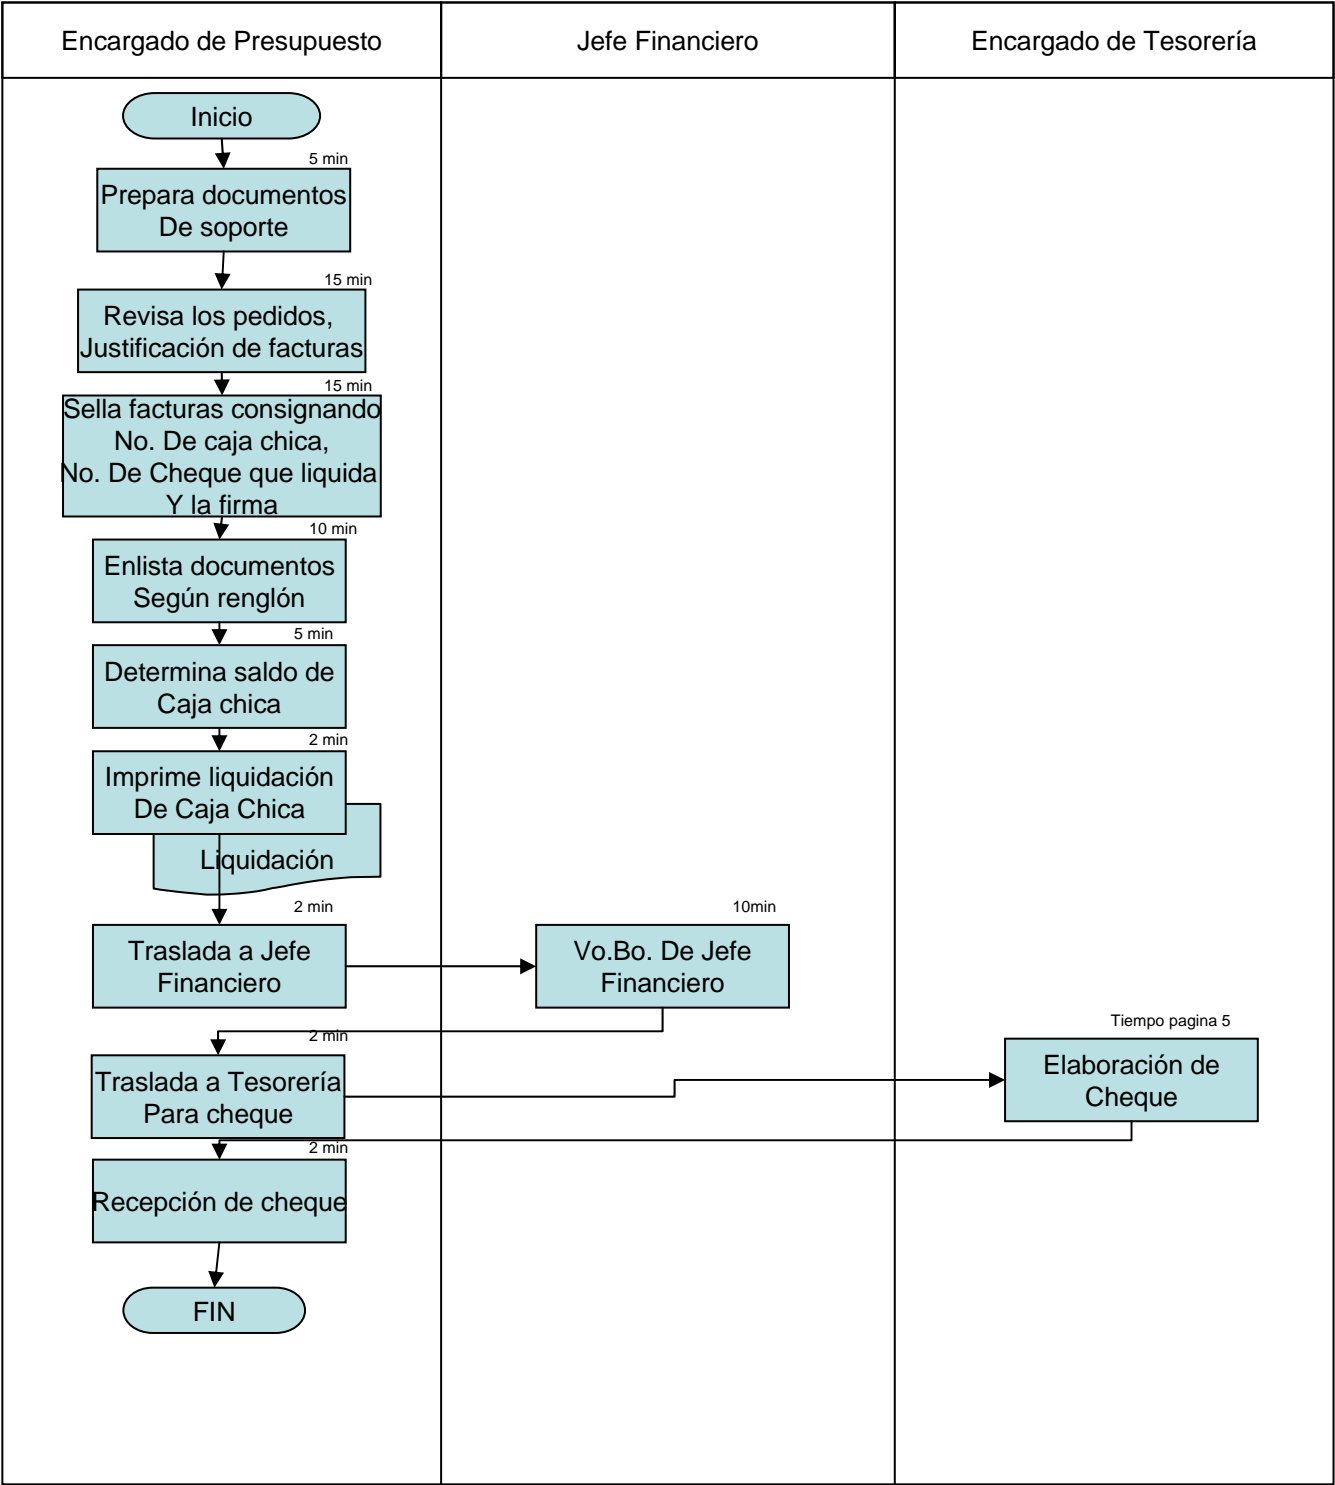 Encargado de Presupuesto
Jefe Financiero
Encargado de Tesorería
Inicio
5 min
Prepara documentos
De soporte
15 min
Revisa los pedidos,
Justificación de facturas
15 min
Sella facturas consignando
No. De caja chica,
No. De Cheque que liquida
Y la firma
10 min
Enlista documentos
Según renglón
5 min
Determina saldo de
Caja chica
2 min
Imprime liquidación
De Caja Chica
Liquidación
2 min
Traslada a Jefe
Financiero
10min
Vo.Bo. De Jefe
Financiero
2 min
Traslada a Tesorería
Para cheque
Tiempo pagina 5
Elaboración de
Cheque
2 min
Recepción de cheque
FIN